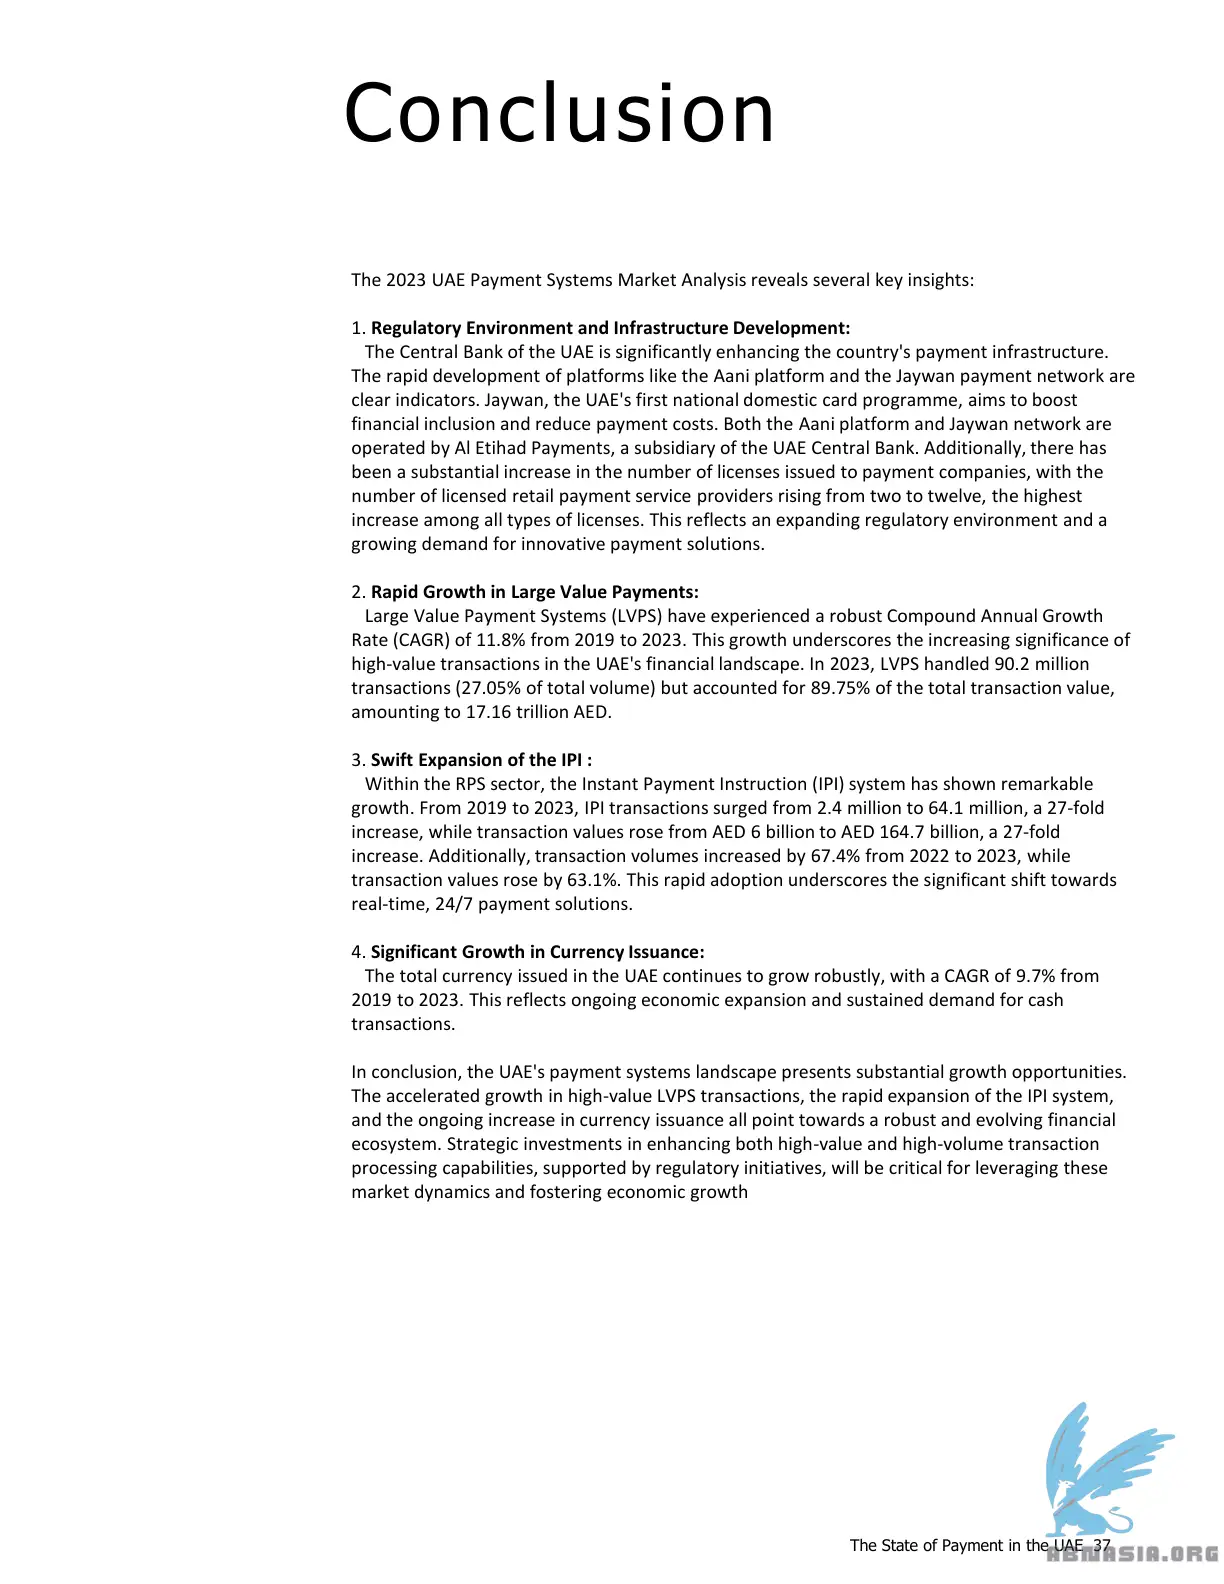 Conclusion
The 2023 UAE Payment Systems Market Analysis reveals several key insights:
1. Regulatory Environment and Infrastructure Development:
The Central Bank of the UAE is significantly enhancing the country's payment infrastructure.
The rapid development of platforms like the Aani platform and the Jaywan payment network are
clear indicators. Jaywan, the UAE's first national domestic card programme, aims to boost
financial inclusion and reduce payment costs. Both the Aani platform and Jaywan network are
operated by Al Etihad Payments, a subsidiary of the UAE Central Bank. Additionally, there has
been a substantial increase in the number of licenses issued to payment companies, with the
number of licensed retail payment service providers rising from two to twelve, the highest
increase among all types of licenses. This reflects an expanding regulatory environment and a
growing demand for innovative payment solutions.
2. Rapid Growth in Large Value Payments:
Large Value Payment Systems (LVPS) have experienced a robust Compound Annual Growth
Rate (CAGR) of 11.8% from 2019 to 2023. This growth underscores the increasing significance of
high-value transactions in the UAE's financial landscape. In 2023, LVPS handled 90.2 million
transactions (27.05% of total volume) but accounted for 89.75% of the total transaction value,
amounting to 17.16 trillion AED.
3. Swift Expansion of the IPI :
Within the RPS sector, the Instant Payment Instruction (IPI) system has shown remarkable
growth. From 2019 to 2023, IPI transactions surged from 2.4 million to 64.1 million, a 27-fold
increase, while transaction values rose from AED 6 billion to AED 164.7 billion, a 27-fold
increase. Additionally, transaction volumes increased by 67.4% from 2022 to 2023, while
transaction values rose by 63.1%. This rapid adoption underscores the significant shift towards
real-time, 24/7 payment solutions.
4. Significant Growth in Currency Issuance:
The total currency issued in the UAE continues to grow robustly, with a CAGR of 9.7% from
2019 to 2023. This reflects ongoing economic expansion and sustained demand for cash
transactions.
In conclusion, the UAE's payment systems landscape presents substantial growth opportunities.
The accelerated growth in high-value LVPS transactions, the rapid expansion of the IPI system,
and the ongoing increase in currency issuance all point towards a robust and evolving financial
ecosystem. Strategic investments in enhancing both high-value and high-volume transaction
processing capabilities, supported by regulatory initiatives, will be critical for leveraging these
market dynamics and fostering economic growth
The State of Payment in the UAE 37
ABNASIA.ORG